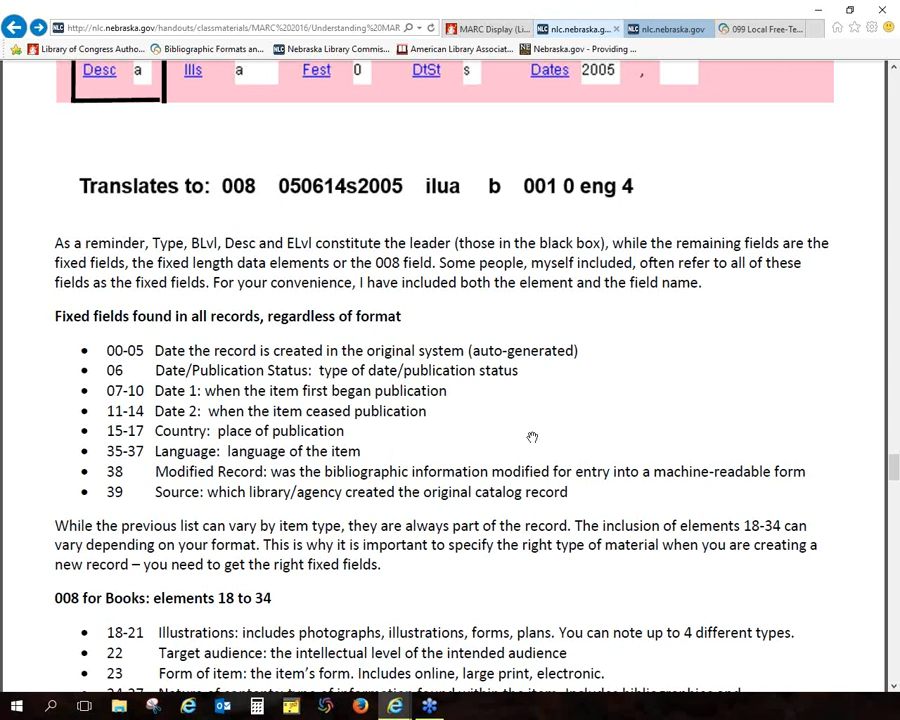 http://nlc.nebraska.gov/handouts/classmaterials/MARC%202016/Understanding%20MAR
MARC Display (Li...
nlc.nebraska.g...
nlc.nebraska.gov
099 Local Free-Te...
Library of Congress Autho...
Bibliographic Formats an...
Nebraska Library Commis...
American Library Associat...
Nebraska.gov - Providing ...
Desc a Ills a Fest 0 DtSt s Dates 2005 ,
Translates to: 008 050614s2005 ilua b 001 0 eng 4
As a reminder, Type, BLvl, Desc and ELvl constitute the leader (those in the black box), while the remaining fields are the
fixed fields, the fixed length data elements or the 008 field. Some people, myself included, often refer to all of these
fields as the fixed fields. For your convenience, I have included both the element and the field name.
Fixed fields found in all records, regardless of format
• 00-05 Date the record is created in the original system (auto-generated)
• 06 Date/Publication Status: type of date/publication status
• 07-10 Date 1: when the item first began publication
• 11-14 Date 2: when the item ceased publication
• 15-17 Country: place of publication
• 35-37 Language: language of the item
• 38 Modified Record: was the bibliographic information modified for entry into a machine-readable form
• 39 Source: which library/agency created the original catalog record
While the previous list can vary by item type, they are always part of the record. The inclusion of elements 18-34 can
vary depending on your format. This is why it is important to specify the right type of material when you are creating a
new record – you need to get the right fixed fields.
008 for Books: elements 18 to 34
• 18-21 Illustrations: includes photographs, illustrations, forms, plans. You can note up to 4 different types.
• 22 Target audience: the intellectual level of the intended audience
• 23 Form of item: the item's form. Includes online, large print, electronic.